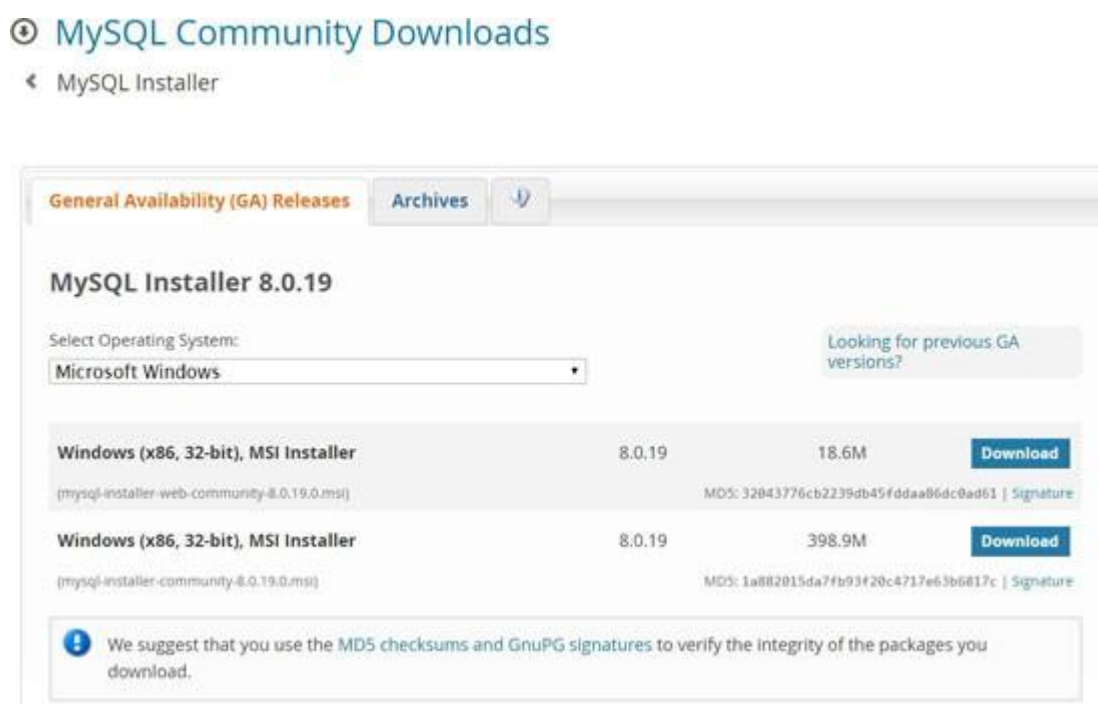 MySQL Community Downloads
MySQL Installer
General Availability (GA) Releases Archives
MySQL Installer 8.0.19
Select Operating System:
Looking for previous GA
versions?
Microsoft Windows
Windows (x86, 32-bit), MSI Installer 8.0.19 18.6M Download
(mysql-installer-web-community-8.0.19.0.msi) MD5: 32043776cb2239db45fddaa86dc0ad61 | Signature
Windows (x86, 32-bit), MSI Installer 8.0.19 398.9M Download
(mysql-installer-community-8.0.19.0.msi) MD5: 1a882015da7fb93f20c4717e63b6817c | Signature
We suggest that you use the MD5 checksums and GnuPG signatures to verify the integrity of the packages you
download.